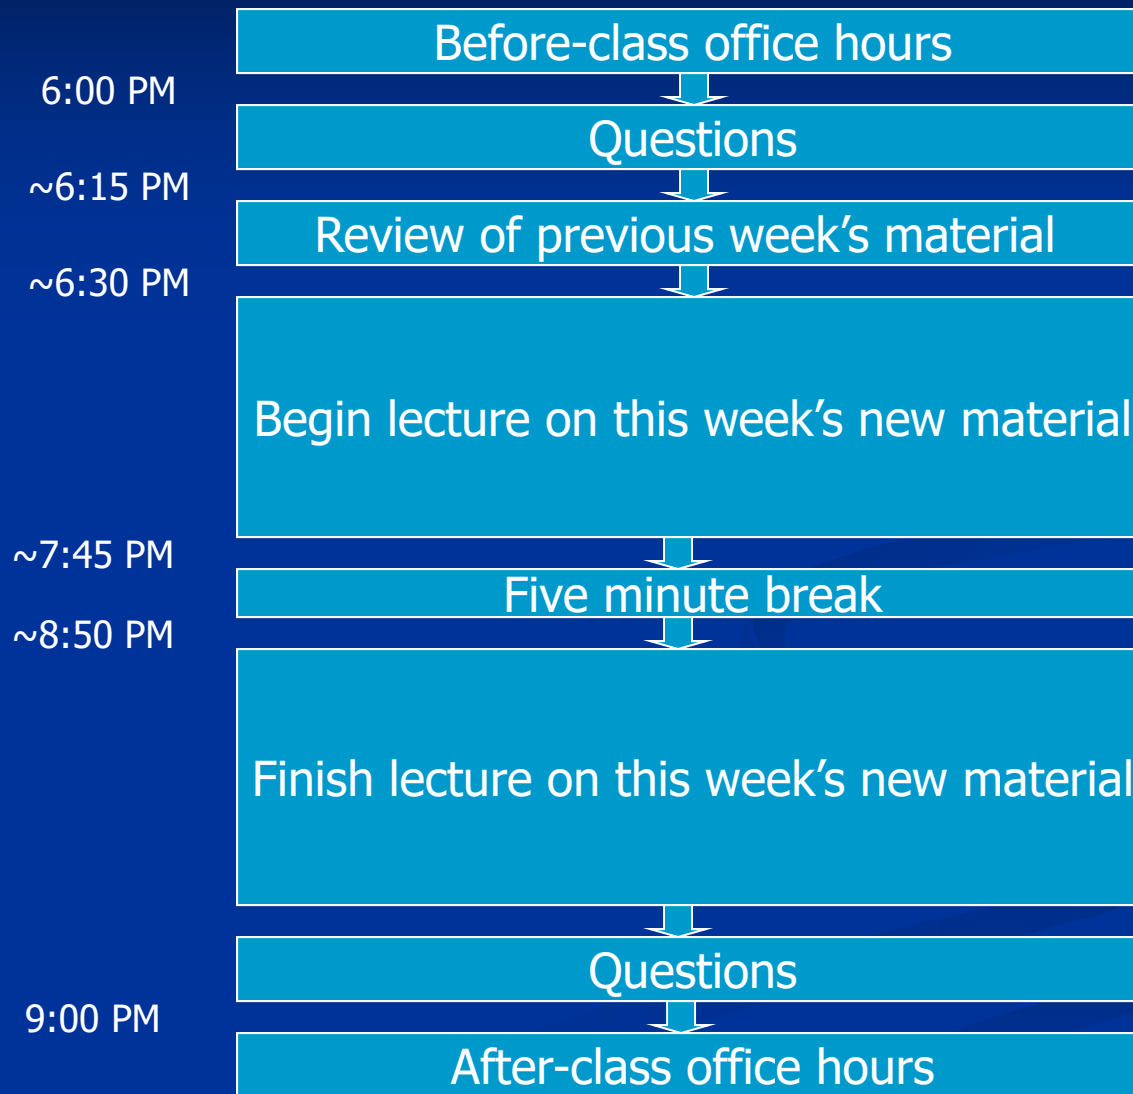 Before-class office hours
6:00 PM
Questions
~6:15 PM
Review of previous week’s material
~6:30 PM
Begin lecture on this week’s new material
~7:45 PM
Five minute break
~8:50 PM
Finish lecture on this week’s new material
Questions
9:00 PM
After-class office hours